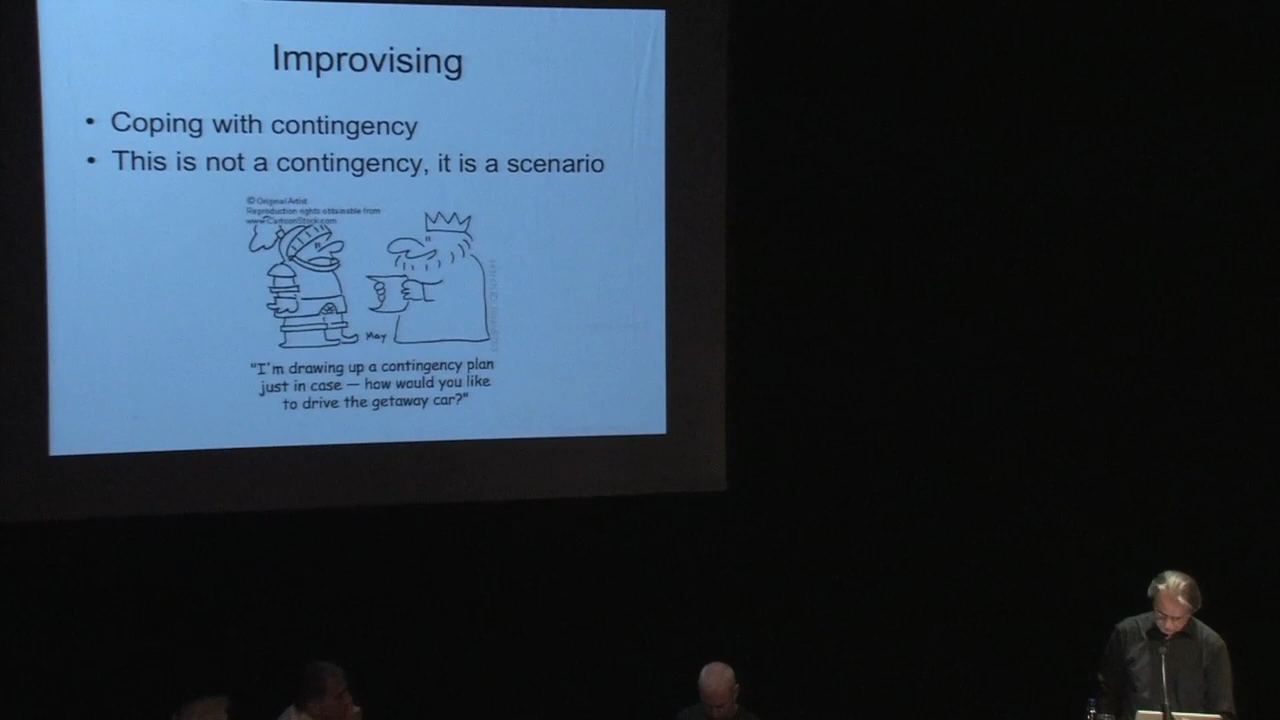 Improvising
• Coping with contingency
• This is not a contingency, it is a scenario
© Original Artist
Reproduction rights obtainable from
www.CartoonStock.com
May
"I'm drawing up a contingency plan
just in case — how would you like
to drive the getaway car?"